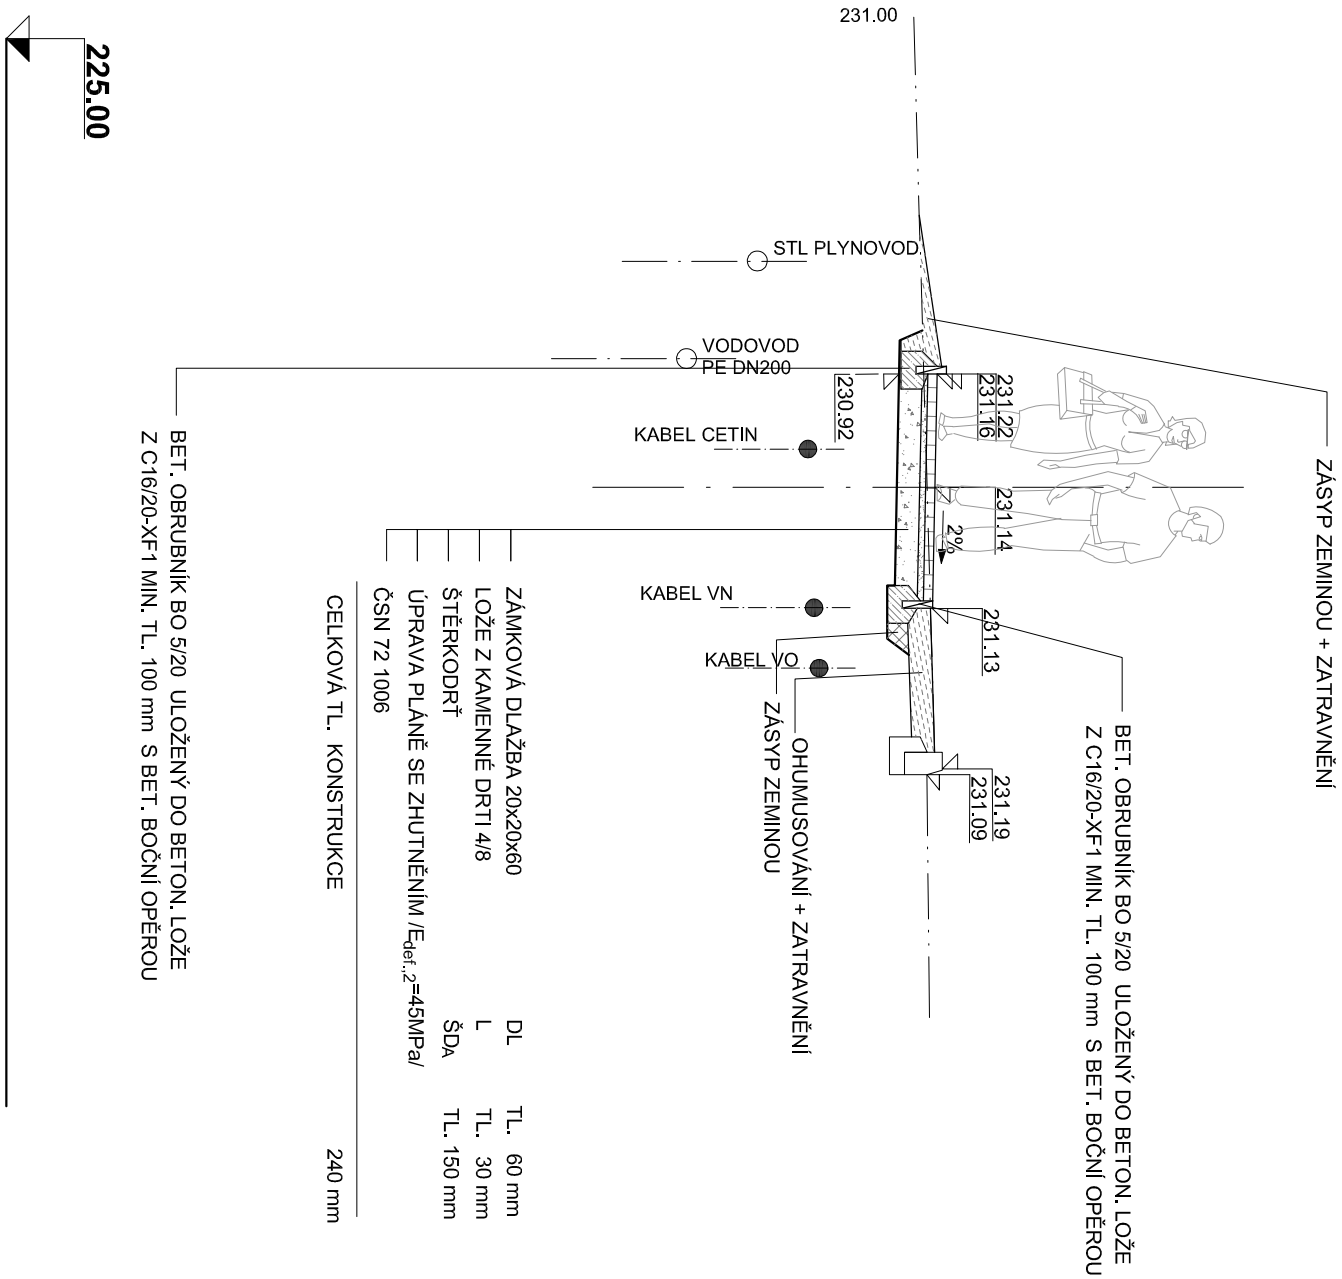 231.00
225.00
STL PLYNOVOD
VODOVOD
PE DN200
KABEL CETIN
KABEL VN
KABEL VO
ZÁSYP ZEMINOU + ZATRAVNĚNÍ
231.22
231.16
230.92
231.14
2%
231.13
231.19
231.09
BET. OBRUBNÍK BO 5/20 ULOŽENÝ DO BETON. LOŽE
Z C16/20-XF1 MIN. TL. 100 mm S BET. BOČNÍ OPĚROU
OHUMUSOVÁNÍ + ZATRAVNĚNÍ
ZÁSYP ZEMINOU
ZÁMKOVÁ DLAŽBA 20x20x60 DL TL. 60 mm
LOŽE Z KAMENNÉ DRTI 4/8 L TL. 30 mm
ŠTĚRKODRŤ ŠDA TL. 150 mm
ÚPRAVA PLÁNĚ SE ZHUTNĚNÍM /Edef.,2=45MPa/
ČSN 72 1006
CELKOVÁ TL. KONSTRUKCE 240 mm
BET. OBRUBNÍK BO 5/20 ULOŽENÝ DO BETON. LOŽE
Z C16/20-XF1 MIN. TL. 100 mm S BET. BOČNÍ OPĚROU